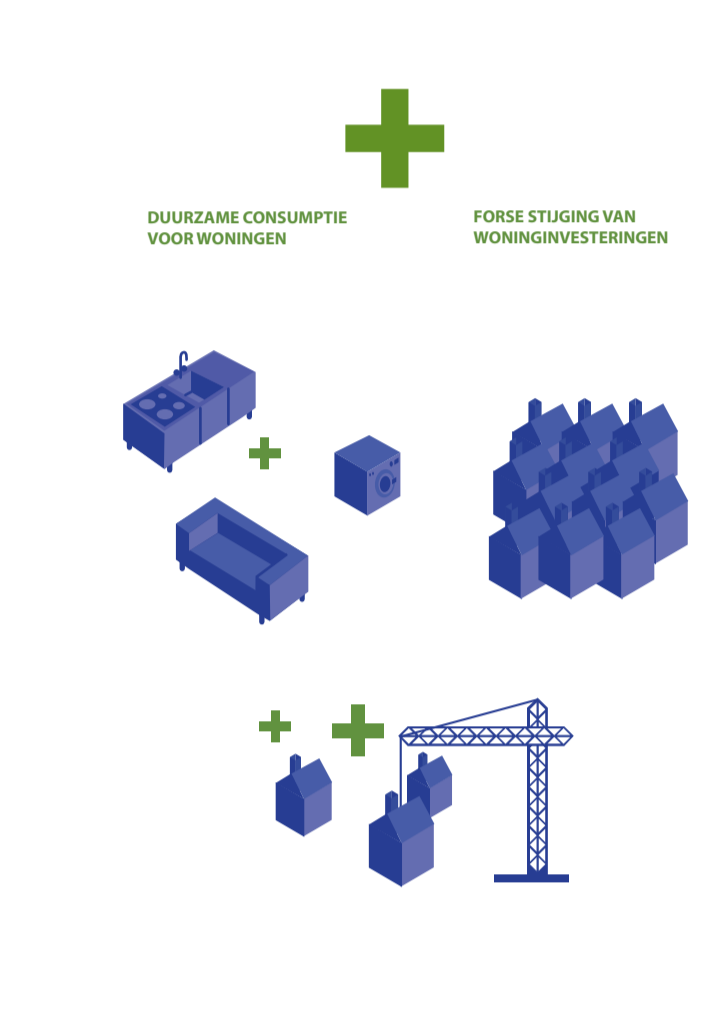 DUURZAME CONSUMPTIE
VOOR WONINGEN
FORSE STIJGING VAN
WONINGINVESTERINGEN